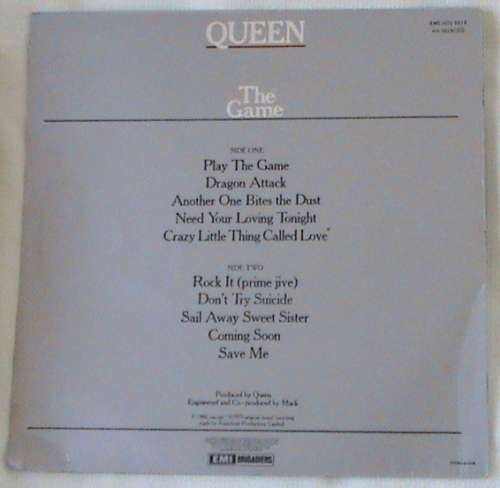 QUEEN
The
Game
SIDE ONE
Play The Game
Dragon Attack
Another One Bites the Dust
Need Your Loving Tonight
Crazy Little Thing Called Love*
SIDE TWO
Rock It (prime jive)
Don't Try Suicide
Sail Away Sweet Sister
Coming Soon
Save Me
Produced by Queen
Engineered and Co-produced by Mack
EMI BRIGADIERS